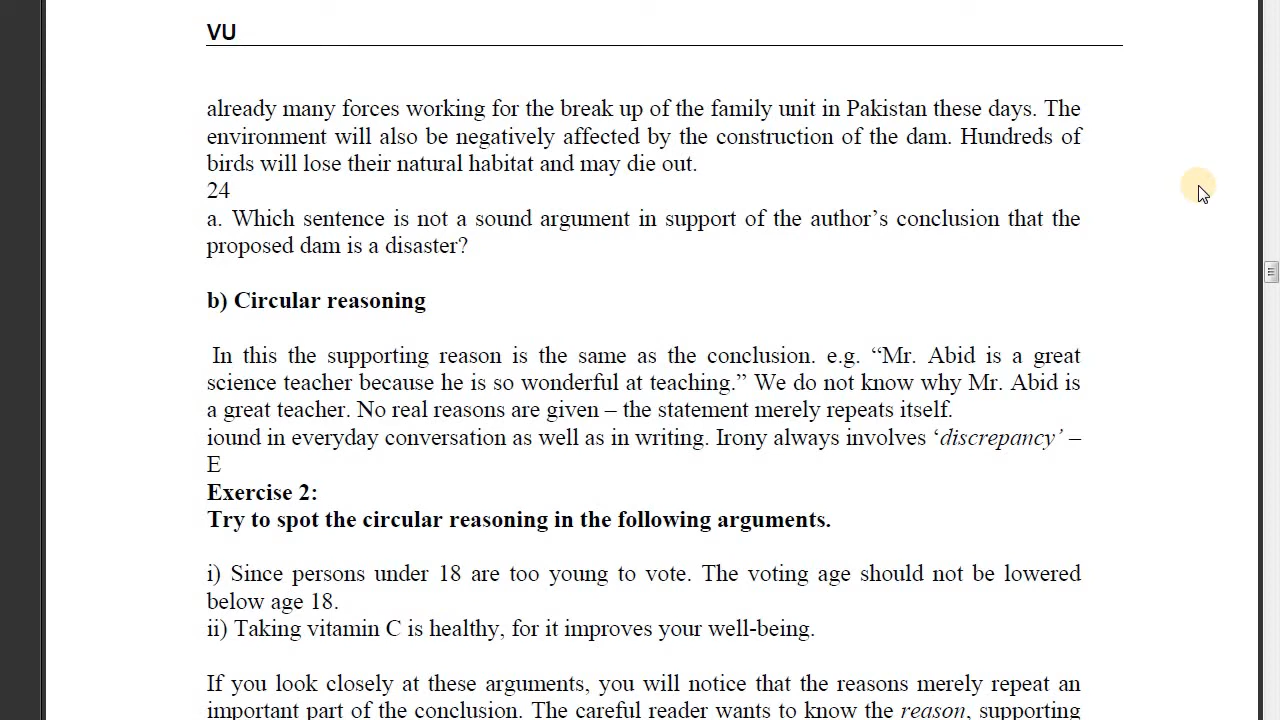 VU
already many forces working for the break up of the family unit in Pakistan these days. The
environment will also be negatively affected by the construction of the dam. Hundreds of
birds will lose their natural habitat and may die out.
24
a. Which sentence is not a sound argument in support of the author’s conclusion that the
proposed dam is a disaster?
b) Circular reasoning
In this the supporting reason is the same as the conclusion. e.g. “Mr. Abid is a great
science teacher because he is so wonderful at teaching.” We do not know why Mr. Abid is
a great teacher. No real reasons are given – the statement merely repeats itself.
iound in everyday conversation as well as in writing. Irony always involves ‘discrepancy’ –
E
Exercise 2:
Try to spot the circular reasoning in the following arguments.
i) Since persons under 18 are too young to vote. The voting age should not be lowered
below age 18.
ii) Taking vitamin C is healthy, for it improves your well-being.
If you look closely at these arguments, you will notice that the reasons merely repeat an
important part of the conclusion. The careful reader wants to know the reason, supporting